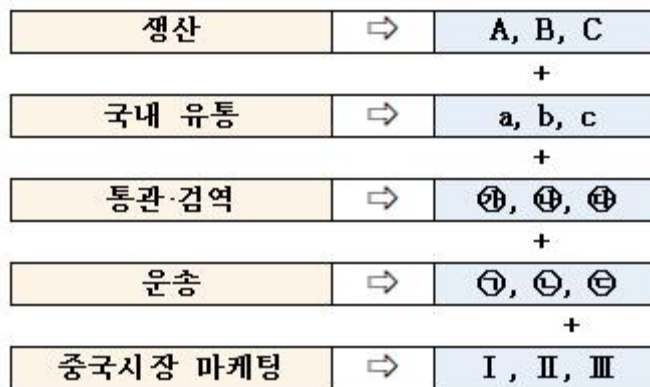 생산 ⇨ A, B, C
+
국내 유통 ⇨ a, b, c
+
통관·검역 ⇨ ㉮, ㉯, ㉰
+
운송 ⇨ ㉠, ㉡, ㉢
+
중국시장 마케팅 ⇨ Ⅰ, Ⅱ, Ⅲ